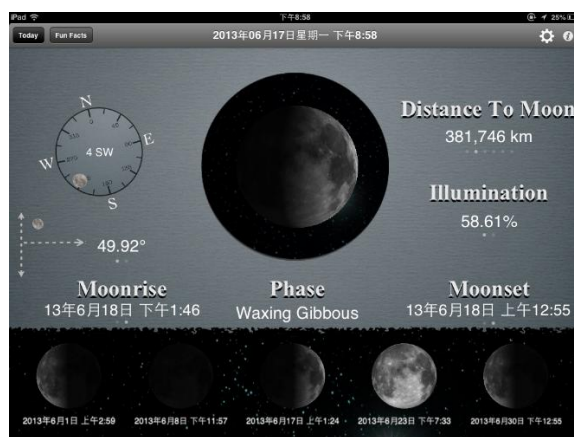 iPad 下午8:58 25%
Today Fun Facts 2013年06月17日星期一 下午8:58
N
E
W
S
4 SW
49.92°
Distance To Moon
381,746 km
Illumination
58.61%
Moonrise
13年6月18日 下午1:46
Phase
Waxing Gibbous
Moonset
13年6月18日 上午12:55
2013年6月1日 上午2:59
2013年6月8日 下午11:57
2013年6月17日 上午1:24
2013年6月23日 下午7:33
2013年6月30日 下午12:55